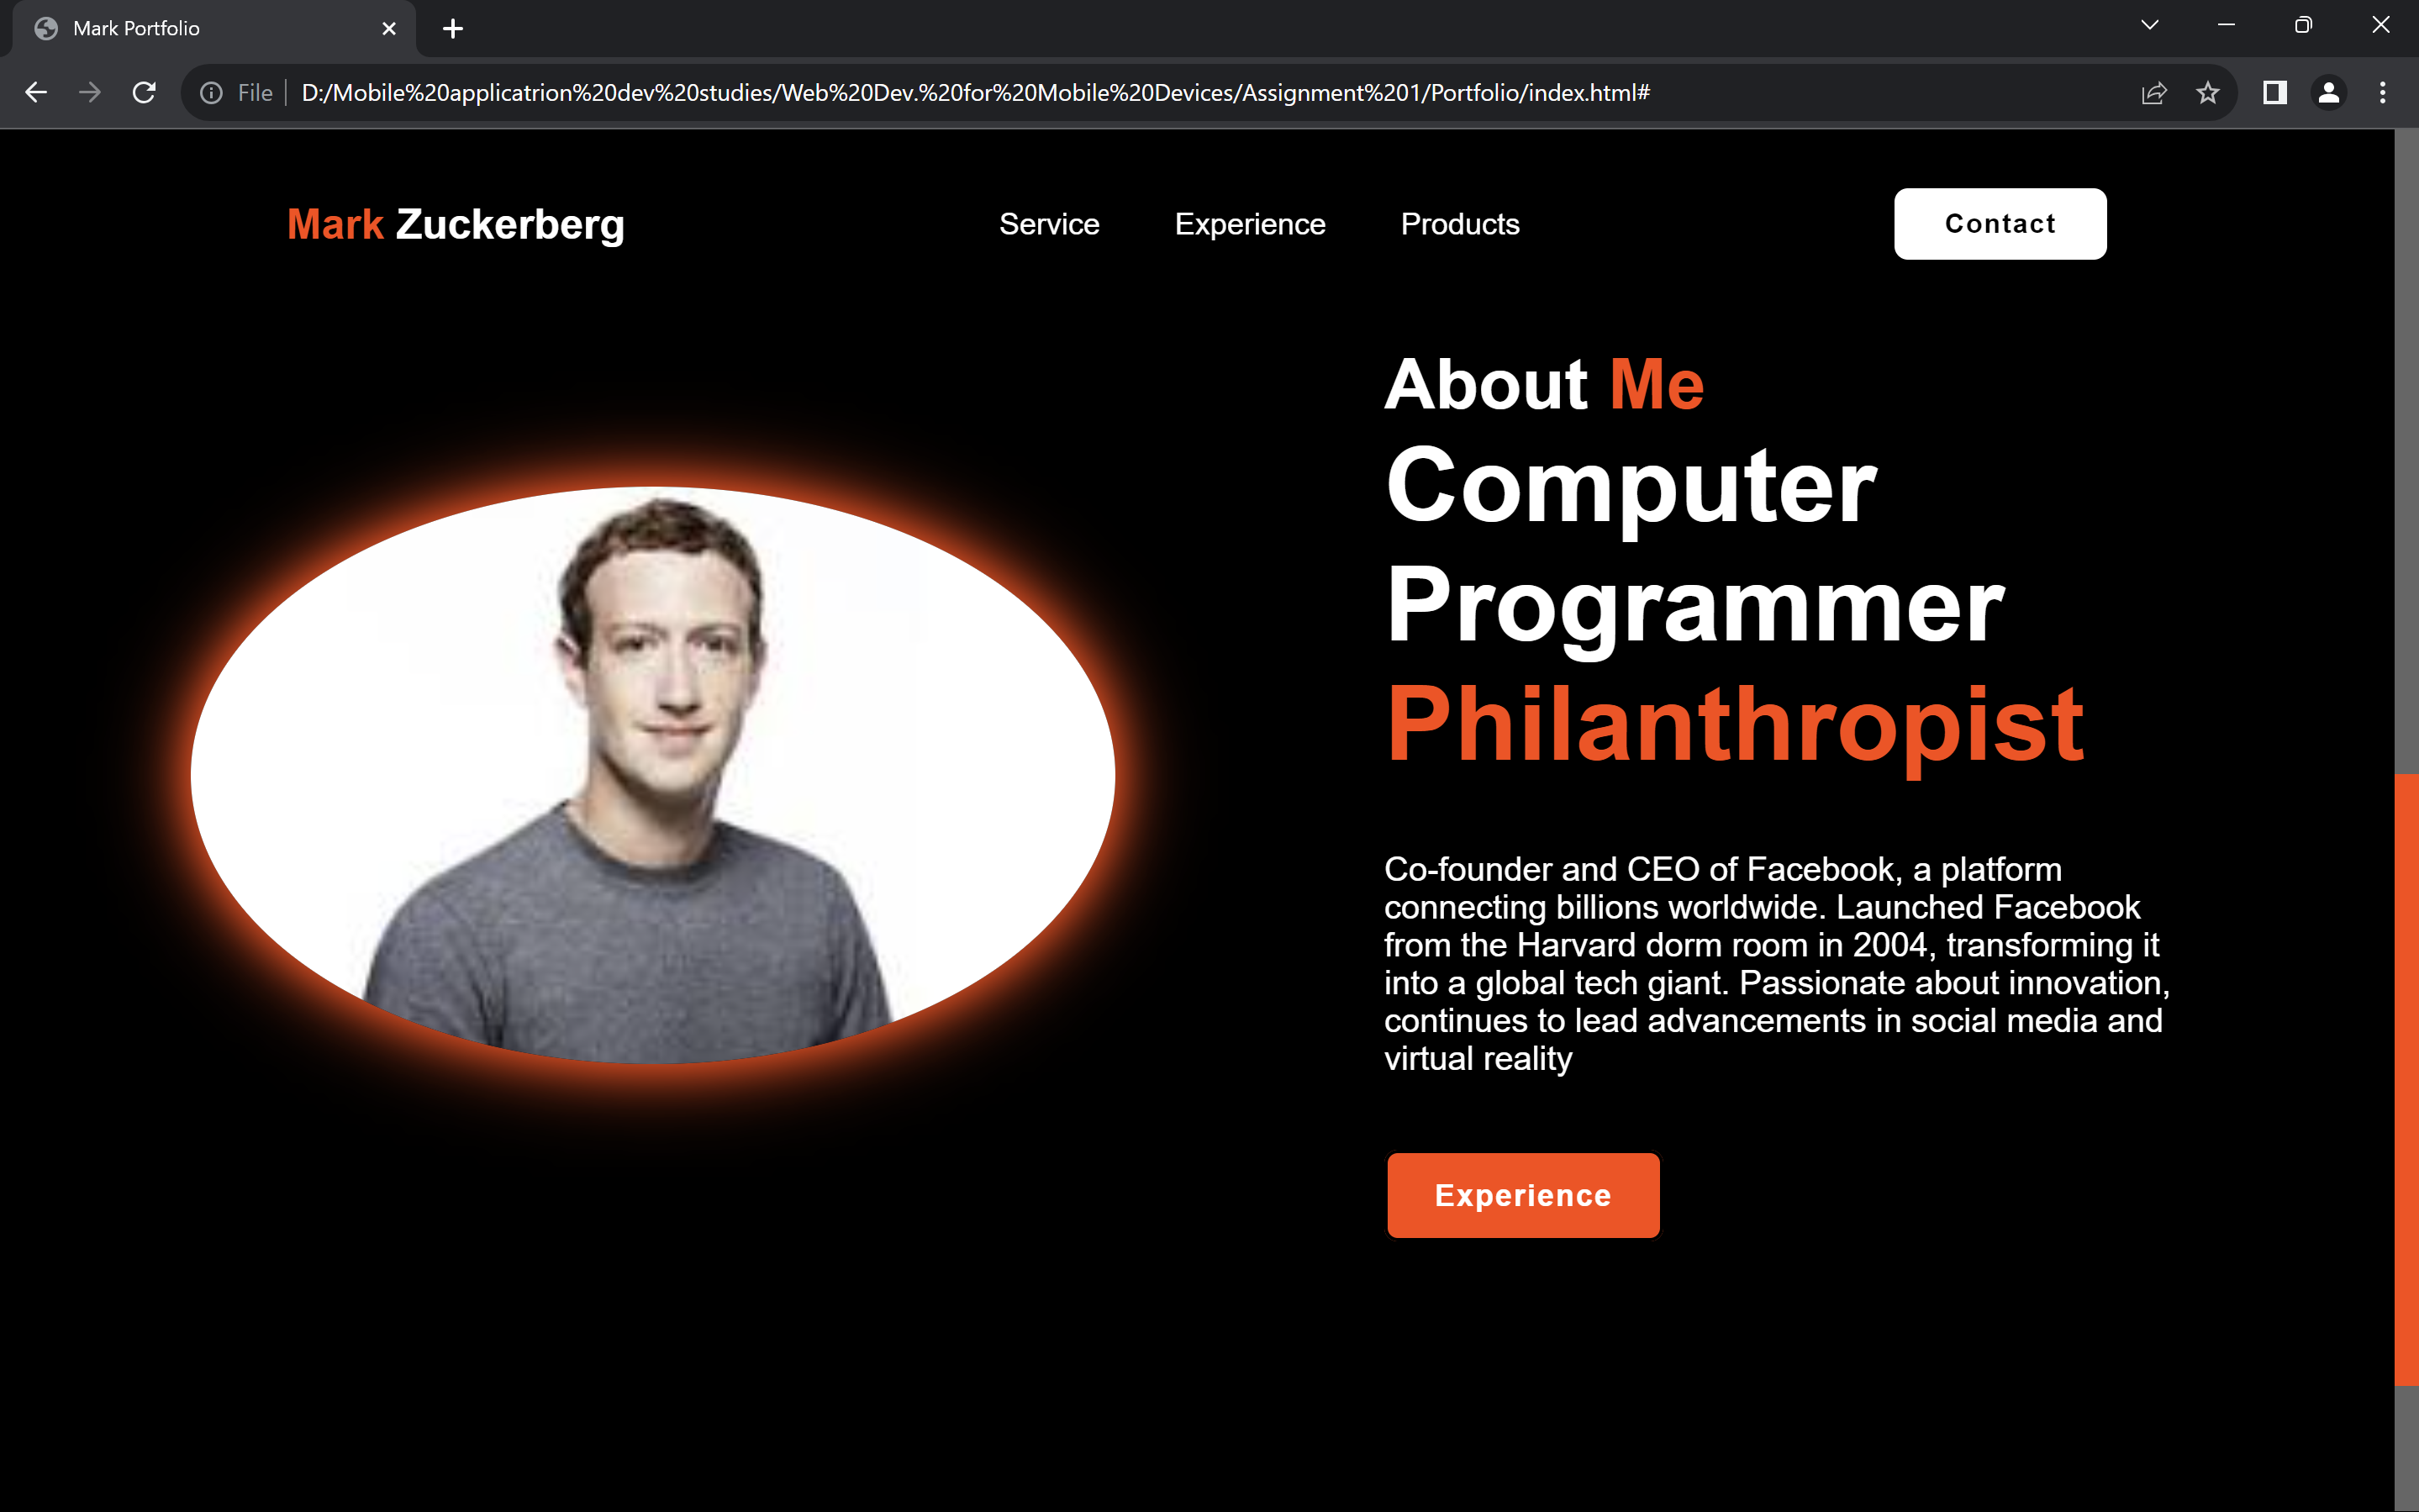 Mark Portfolio
File D:/Mobile%20applicatrion%20dev%20studies/Web%20Dev.%20for%20Mobile%20Devices/Assignment%201/Portfolio/index.html#
Mark Zuckerberg
Service
Experience
Products
Contact
About Me
Computer
Programmer
Philanthropist
Co-founder and CEO of Facebook, a platform
connecting billions worldwide. Launched Facebook
from the Harvard dorm room in 2004, transforming it
into a global tech giant. Passionate about innovation,
continues to lead advancements in social media and
virtual reality
Experience